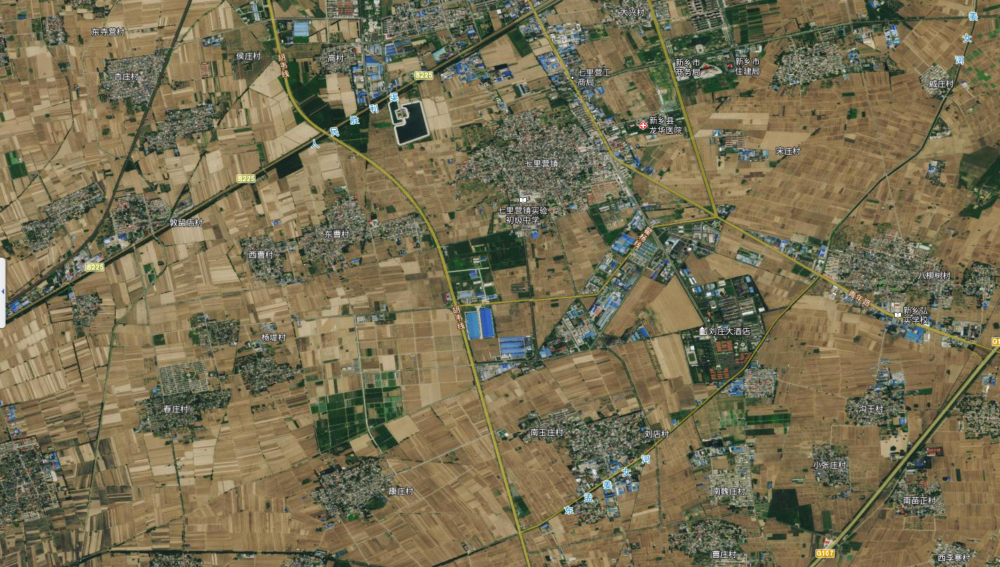 大兴村
姜
女
河
东寺营村
侯庄村
高村
胡韦线
新乡市
商务局
新乡市
住建局
七里营工
商局
S225
杏庄村
戚庄村
人
民
胜
利
渠
新乡县
龙华医院
宋庄村
七里营镇
S225
七里营镇实验
初级中学
敦留店村
东曹村
西曹村
S225
八柳树村
青年路
新乡弘
实学校
胡韦线
刘庄大酒店
杨堤村
G1
春庄村
沟王村
南王庄村
刘店村
东
孟
姜
女
河
小张庄村
康庄村
南魏庄村
南苗正村
曹庄村
G107
西李寨村